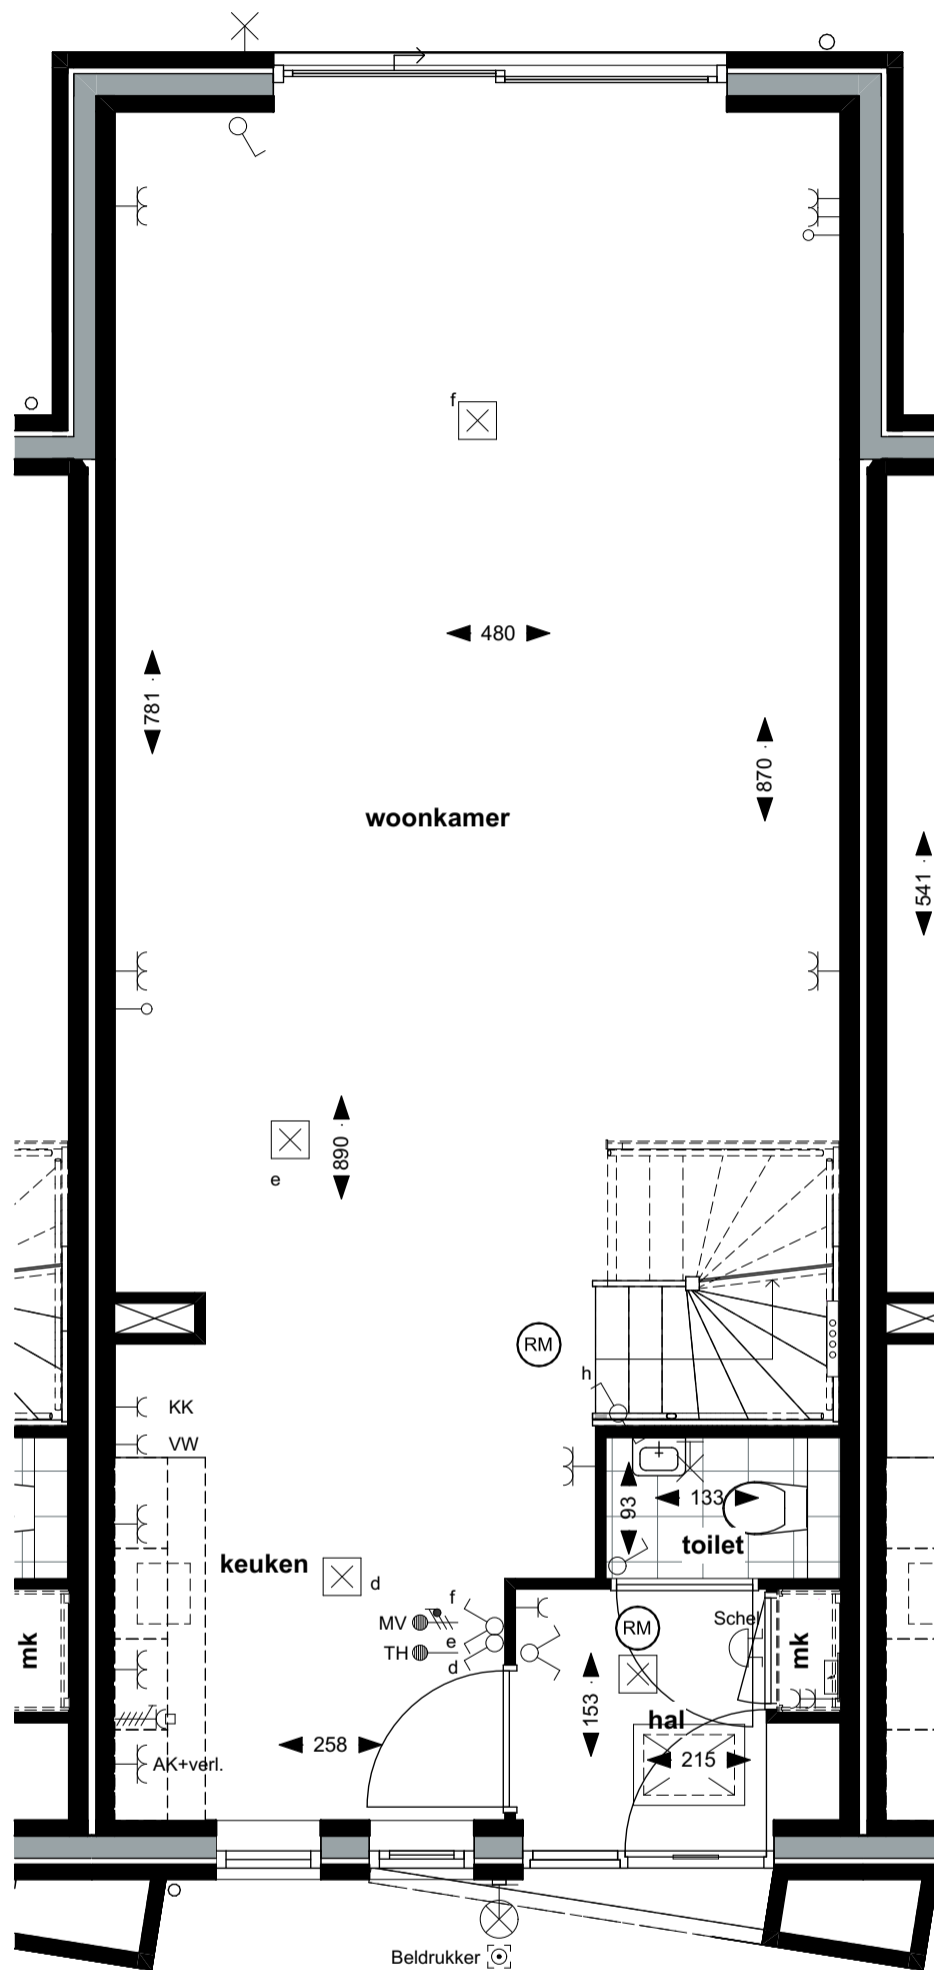 f
480
781
870
woonkamer
541
890
e
RM
h
KK
VW
93
133
toilet
keuken
d
f
MV
e
TH
d
RM
Schel
mk
mk
153
hal
258
215
AK+verl.
Beldrukker